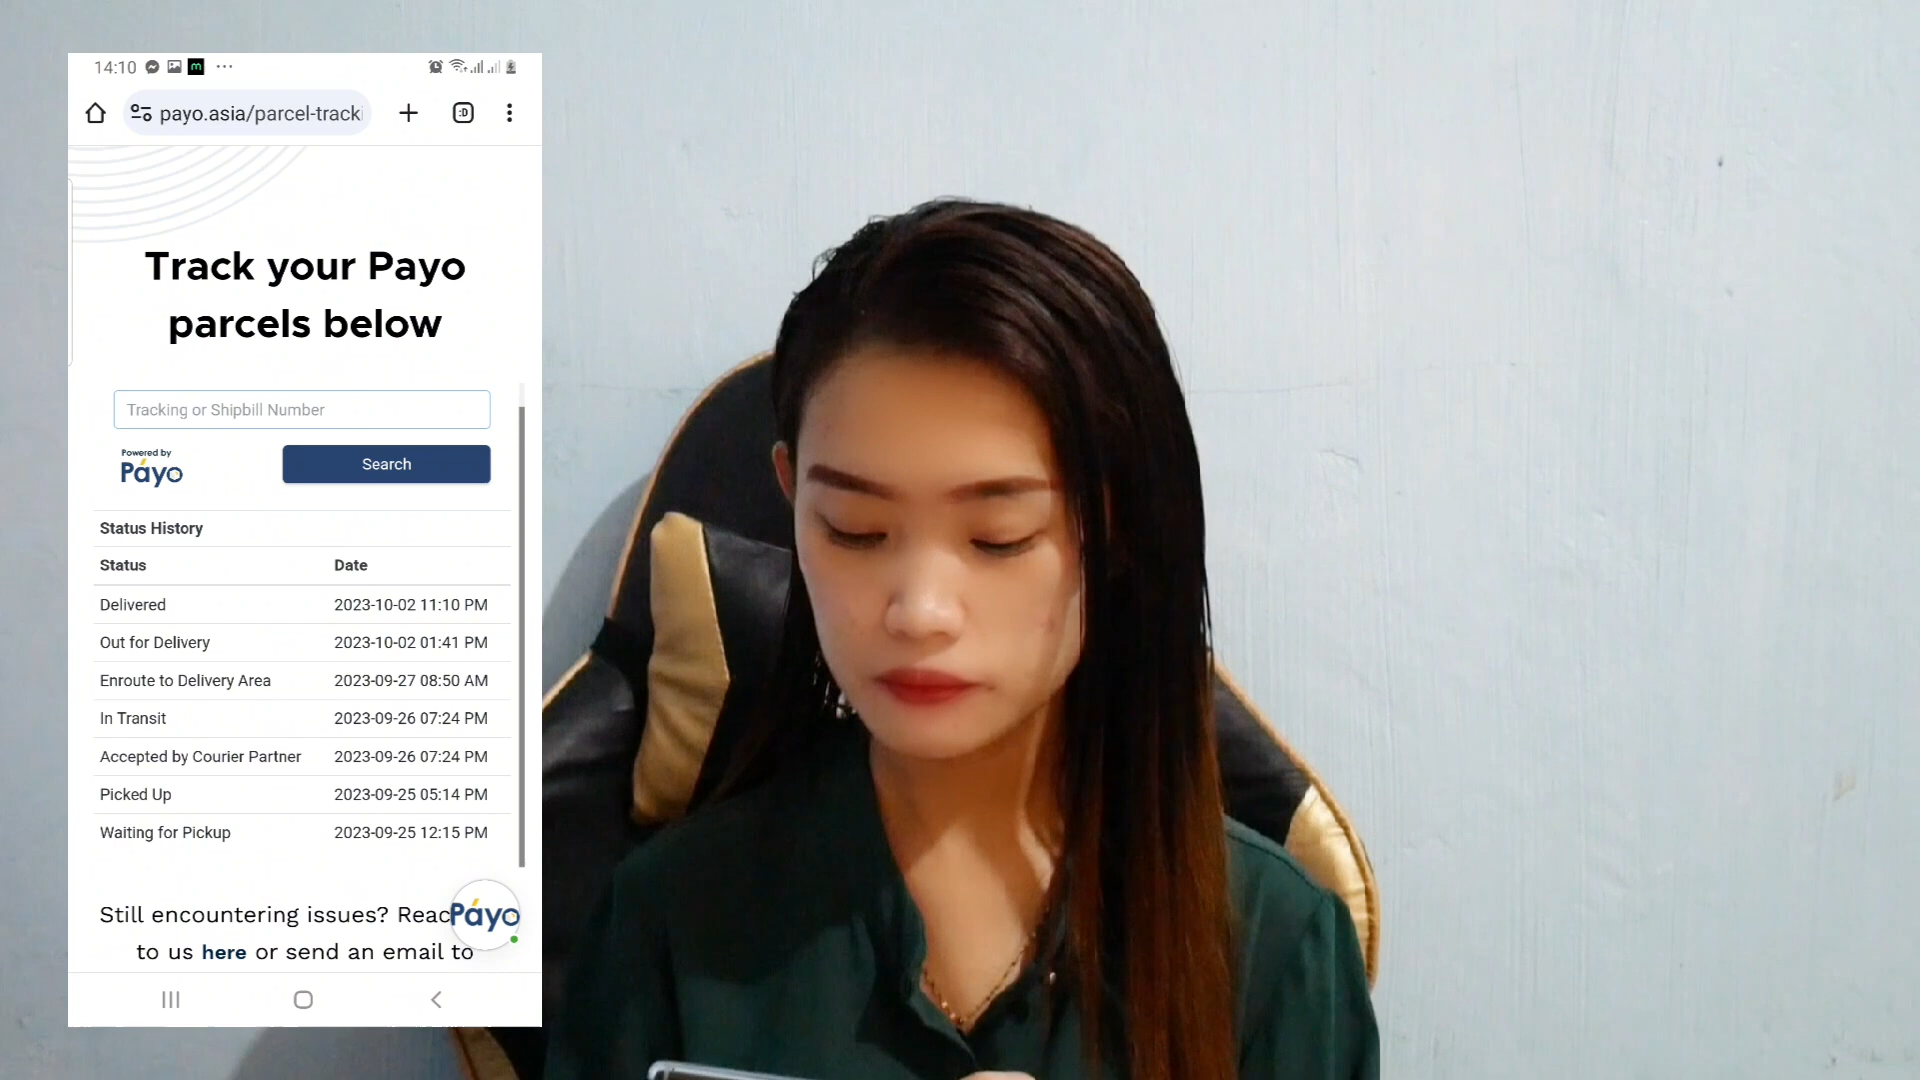 14:10
payo.asia/parcel-tracki
Track your Payo
parcels below
Tracking or Shipbill Number
Powered by
Payo
Search
Status History
Status Date
Delivered 2023-10-02 11:10 PM
Out for Delivery 2023-10-02 01:41 PM
Enroute to Delivery Area 2023-09-27 08:50 AM
In Transit 2023-09-26 07:24 PM
Accepted by Courier Partner 2023-09-26 07:24 PM
Picked Up 2023-09-25 05:14 PM
Waiting for Pickup 2023-09-25 12:15 PM
Still encountering issues? Reac
Payo
to us here or send an email to